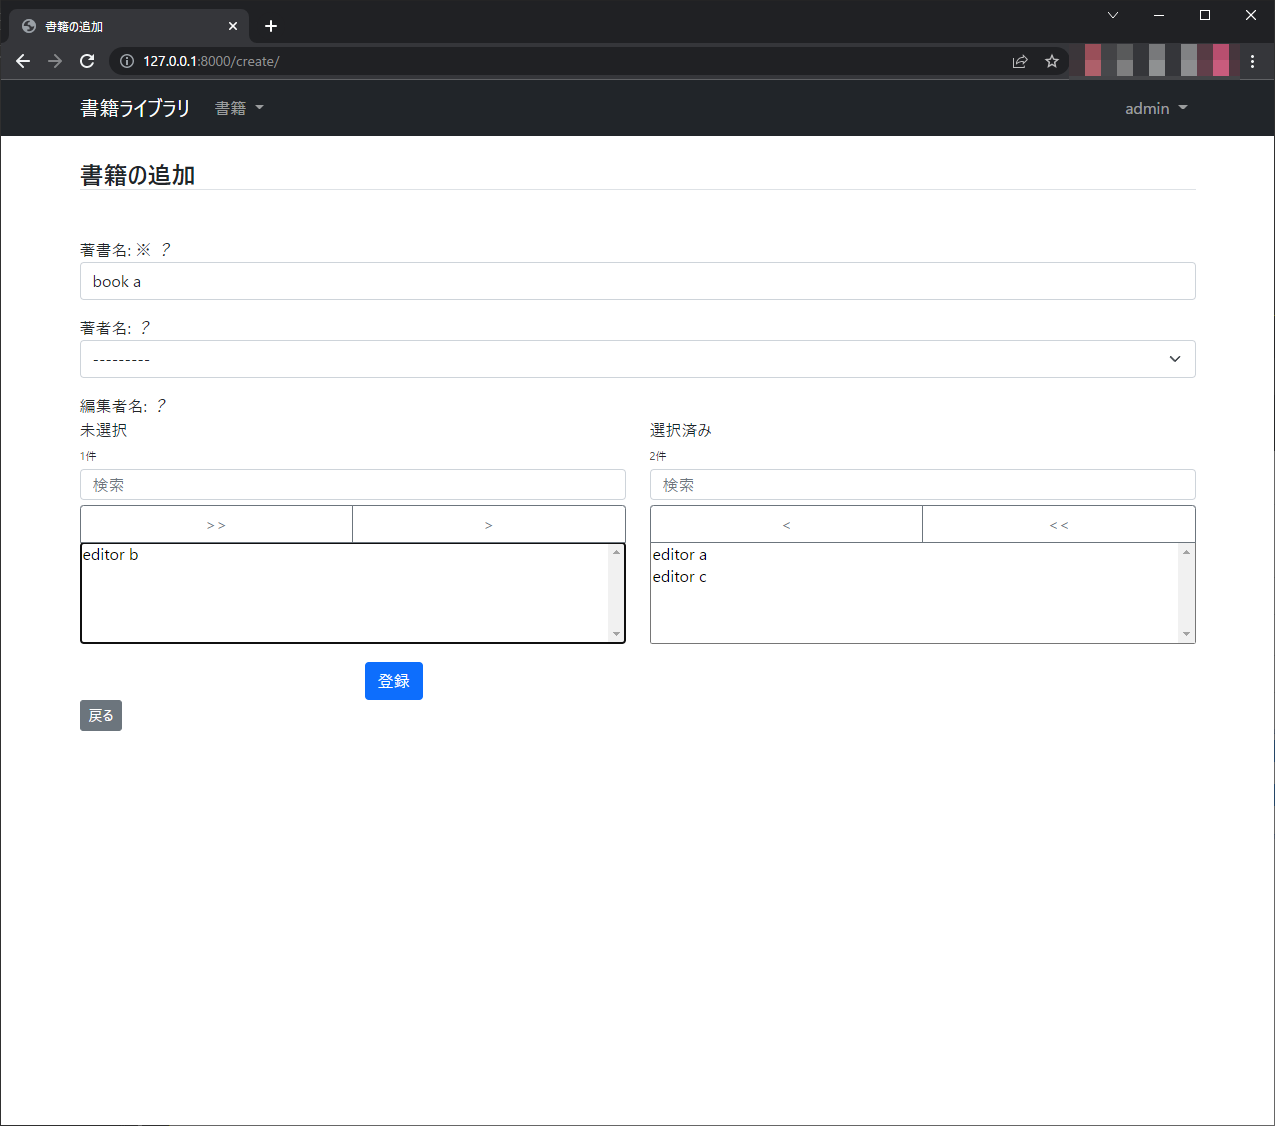 書籍の追加
127.0.0.1:8000/create/
書籍ライブラリ 書籍 admin
書籍の追加
著書名: ※ ?
book a
著者名: ?
---------
編集者名: ?
未選択 選択済み
1件 2件
検索 検索
>> > < <<
editor b editor a
editor c
登録
戻る